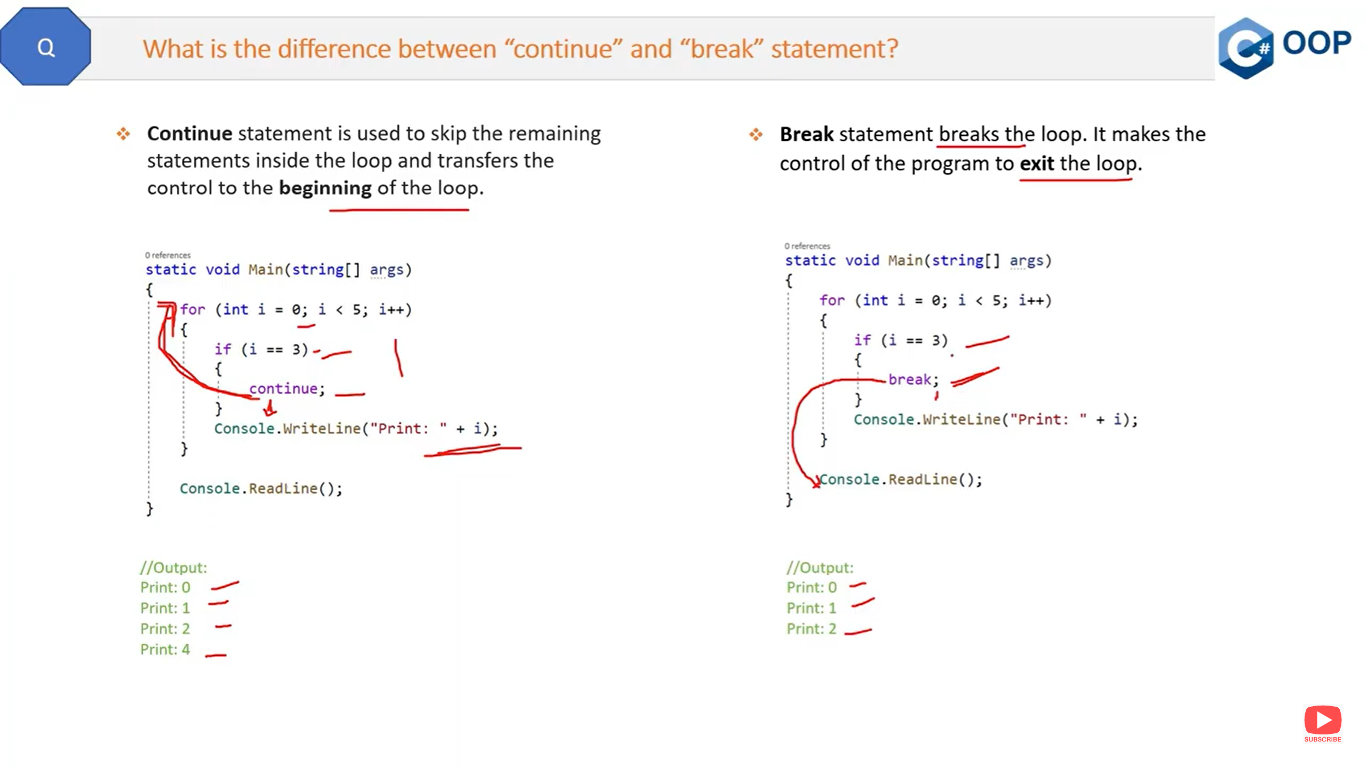 Q
What is the difference between “continue” and “break” statement?
C# OOP
❖ Continue statement is used to skip the remaining
statements inside the loop and transfers the
control to the beginning of the loop.
0 references
static void Main(string[] args)
{
for (int i = 0; i < 5; i++)
{
if (i == 3)
{
continue;
}
Console.WriteLine("Print: " + i);
}
Console.ReadLine();
}
//Output:
Print: 0
Print: 1
Print: 2
Print: 4
❖ Break statement breaks the loop. It makes the
control of the program to exit the loop.
0 references
static void Main(string[] args)
{
for (int i = 0; i < 5; i++)
{
if (i == 3)
{
break;
}
Console.WriteLine("Print: " + i);
}
Console.ReadLine();
}
//Output:
Print: 0
Print: 1
Print: 2
SUBSCRIBE